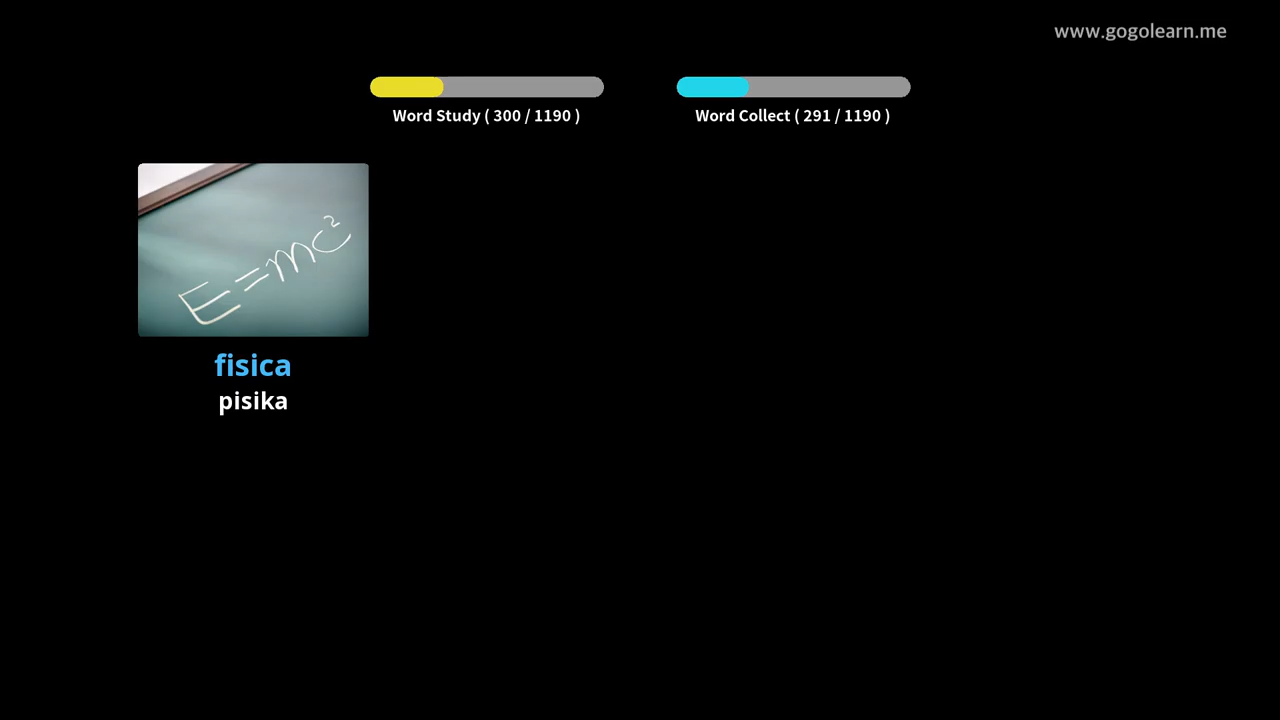 www.gogolearn.me
Word Study ( 300 / 1190 )
Word Collect ( 291 / 1190 )
E=mc²
fisica
pisika